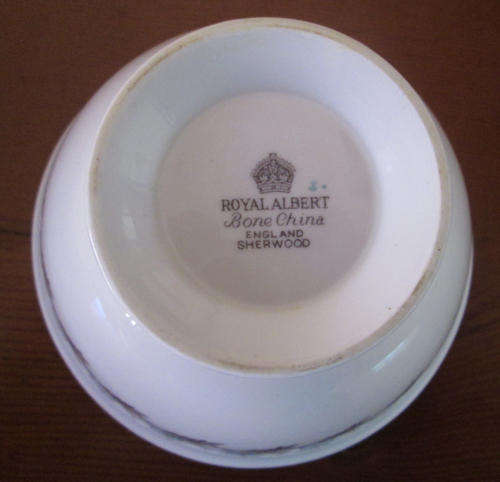 ROYAL ALBERT
Bone China
ENGLAND
SHERWOOD